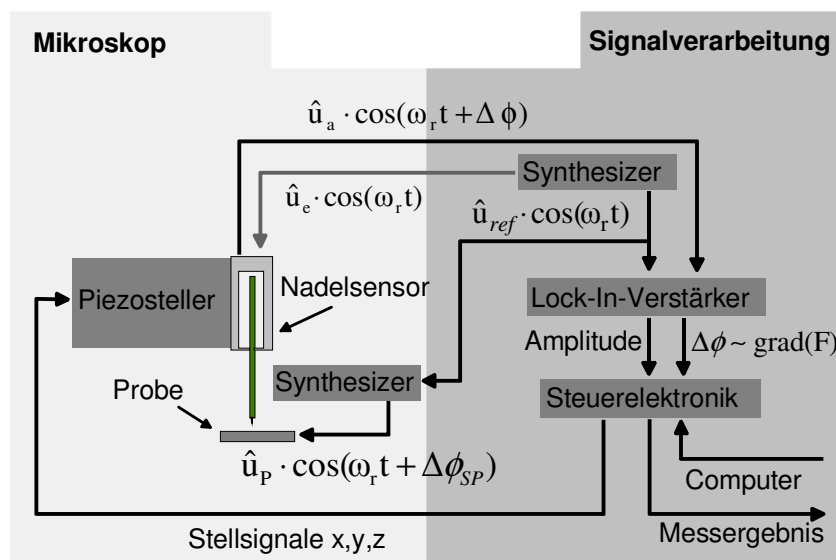 Mikroskop
Signalverarbeitung
û_a · cos(ω_r t + Δ ϕ)
Synthesizer
û_e · cos(ω_r t)
û_ref · cos(ω_r t)
Piezosteller
Nadelsensor
Lock-In-Verstärker
Amplitude
Δϕ ~ grad(F)
Synthesizer
Probe
Steuerelektronik
û_P · cos(ω_r t + Δϕ_SP)
Computer
Stellsignale x,y,z
Messergebnis